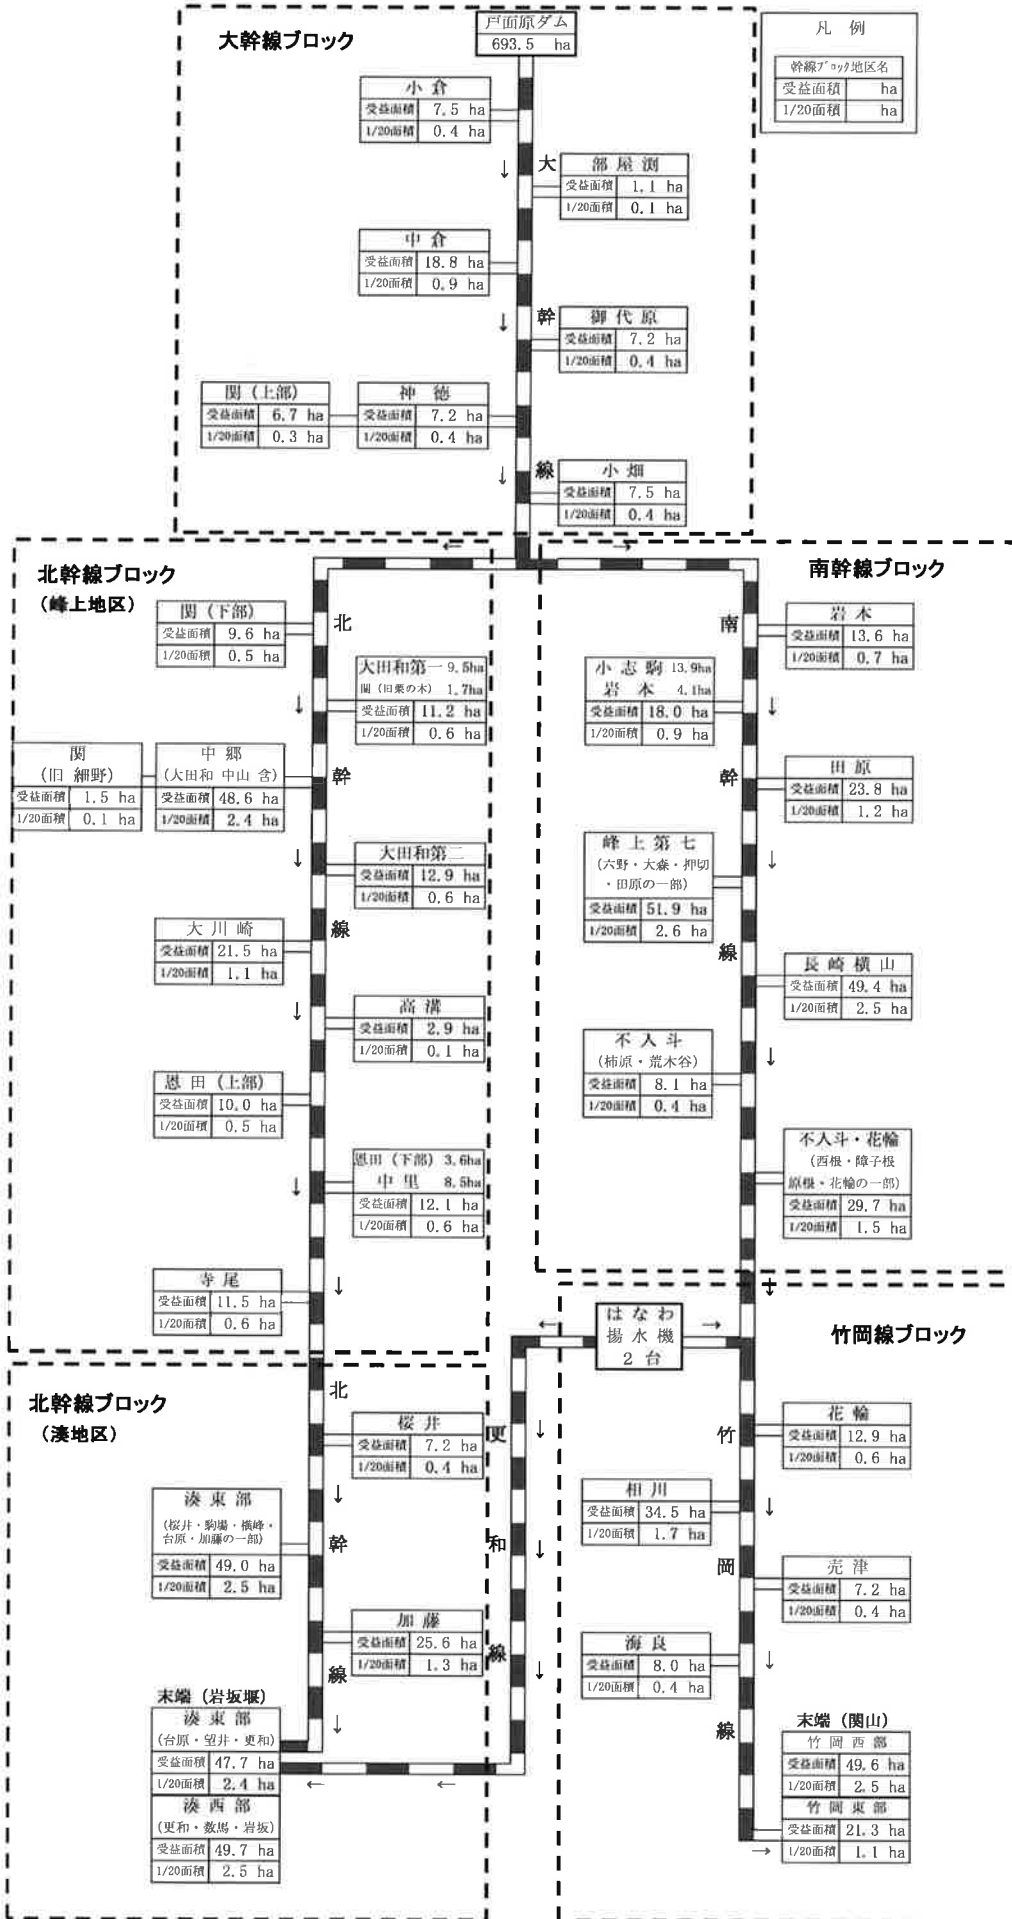 大幹線ブロック
戸面原ダム
693.5 ha
凡 例
幹線ブロック地区名
受益面積 ha
1/20面積 ha
小 倉
受益面積 7.5 ha
1/20面積 0.4 ha
↓
大
部 屋 渕
受益面積 1.1 ha
1/20面積 0.1 ha
中 倉
受益面積 18.8 ha
1/20面積 0.9 ha
↓
幹
御 代 原
受益面積 7.2 ha
1/20面積 0.4 ha
関 (上部)
受益面積 6.7 ha
1/20面積 0.3 ha
神 徳
受益面積 7.2 ha
1/20面積 0.4 ha
↓
線
小 畑
受益面積 7.5 ha
1/20面積 0.4 ha
←
→
北幹線ブロック
(峰上地区)
関 (下部)
受益面積 9.6 ha
1/20面積 0.5 ha
北
大田和第一 9.5ha
関 (旧栗の木) 1.7ha
受益面積 11.2 ha
1/20面積 0.6 ha
↓
関
(旧 細野)
受益面積 1.5 ha
1/20面積 0.1 ha
中 郷
(大田和 中山 含)
受益面積 48.6 ha
1/20面積 2.4 ha
幹
↓
大田和第二
受益面積 12.9 ha
1/20面積 0.6 ha
大 川 崎
受益面積 21.5 ha
1/20面積 1.1 ha
線
↓
高 溝
受益面積 2.9 ha
1/20面積 0.1 ha
恩 田 (上部)
受益面積 10.0 ha
1/20面積 0.5 ha
↓
恩田 (下部) 3.6ha
中 里 8.5ha
受益面積 12.1 ha
1/20面積 0.6 ha
寺 尾
受益面積 11.5 ha
1/20面積 0.6 ha
↓
南幹線ブロック
南
岩 本
受益面積 13.6 ha
1/20面積 0.7 ha
小 志 駒 13.9ha
岩 本 4.1ha
受益面積 18.0 ha
1/20面積 0.9 ha
↓
幹
田 原
受益面積 23.8 ha
1/20面積 1.2 ha
峰 上 第 七
(六野・大森・押切
・田原の一部)
受益面積 51.9 ha
1/20面積 2.6 ha
↓
線
長 崎 横 山
受益面積 49.4 ha
1/20面積 2.5 ha
不 入 斗
(柿原・荒木谷)
受益面積 8.1 ha
1/20面積 0.4 ha
↓
不入斗・花輪
(西根・障子根
原根・花輪の一部)
受益面積 29.7 ha
1/20面積 1.5 ha
↓
北幹線ブロック
(湊地区)
北
桜 井
受益面積 7.2 ha
1/20面積 0.4 ha
↓
湊 東 部
(桜井・駒場・横峰・
台原・加藤の一部)
受益面積 49.0 ha
1/20面積 2.5 ha
幹
加 藤
受益面積 25.6 ha
1/20面積 1.3 ha
線
↓
末端 (岩坂堰)
湊 東 部
(台原・望井・更和)
受益面積 47.7 ha
1/20面積 2.4 ha
湊 西 部
(更和・数馬・岩坂)
受益面積 49.7 ha
1/20面積 2.5 ha
←
は な わ
揚 水 機
2 台
→
更
↓
和
↓
線
↓
←
←
竹岡線ブロック
竹
花 輪
受益面積 12.9 ha
1/20面積 0.6 ha
相 川
受益面積 34.5 ha
1/20面積 1.7 ha
↓
岡
売 津
受益面積 7.2 ha
1/20面積 0.4 ha
海 良
受益面積 8.0 ha
1/20面積 0.4 ha
↓
線
末端 (関山)
竹 岡 西 部
受益面積 49.6 ha
1/20面積 2.5 ha
竹 岡 東 部
受益面積 21.3 ha
1/20面積 1.1 ha
→